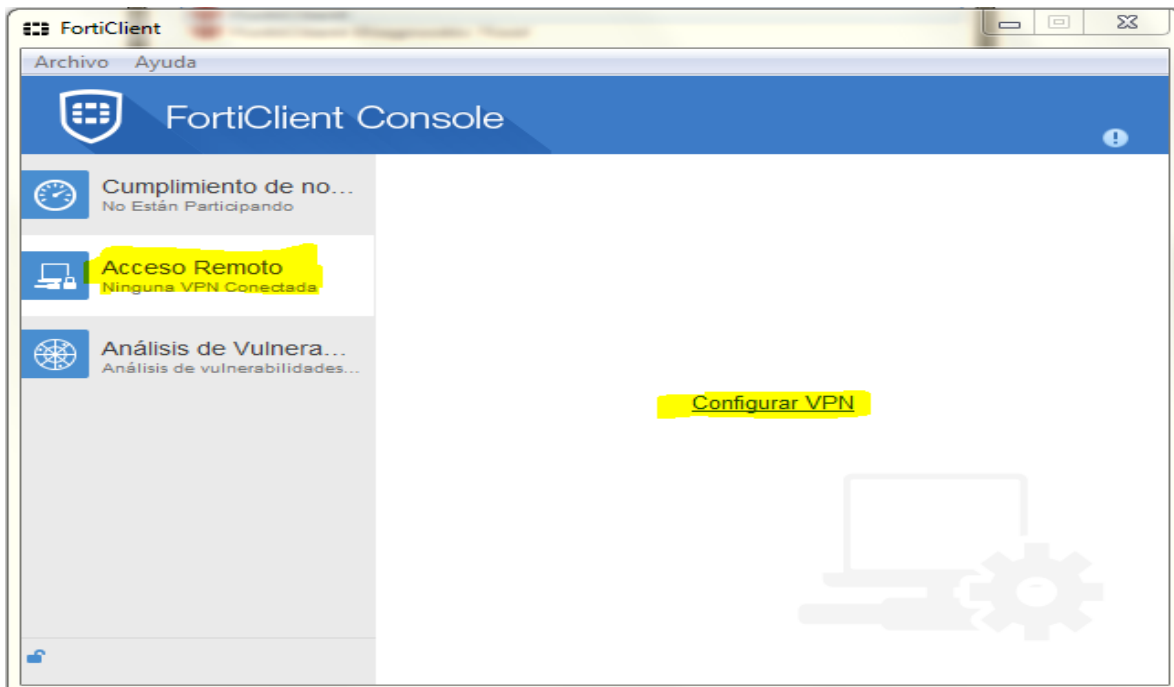 FortiClient
Archivo Ayuda
FortiClient Console
Cumplimiento de no...
No Están Participando
Acceso Remoto
Ninguna VPN Conectada
Análisis de Vulnera...
Análisis de vulnerabilidades...
Configurar VPN